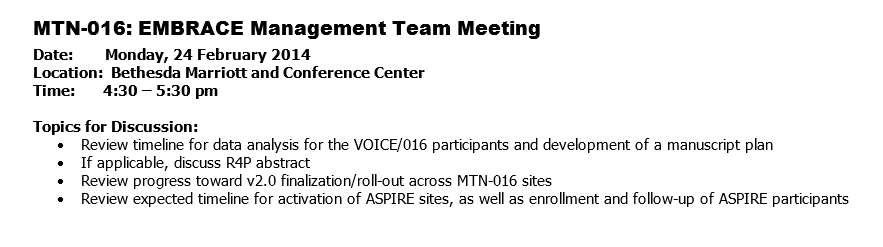 MTN-016: EMBRACE Management Team Meeting
Date: Monday, 24 February 2014
Location: Bethesda Marriott and Conference Center
Time: 4:30 – 5:30 pm
Topics for Discussion:
• Review timeline for data analysis for the VOICE/016 participants and development of a manuscript plan
• If applicable, discuss R4P abstract
• Review progress toward v2.0 finalization/roll-out across MTN-016 sites
• Review expected timeline for activation of ASPIRE sites, as well as enrollment and follow-up of ASPIRE participants